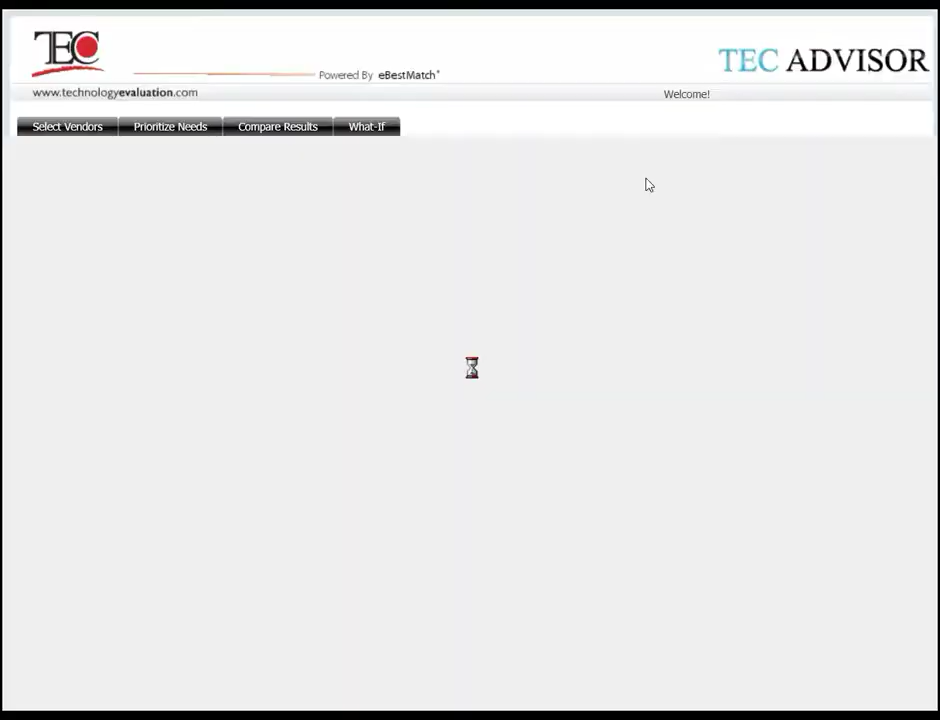 TEC
TEC ADVISOR
Powered By eBestMatch
www.technologyevaluation.com
Welcome!
Select Vendors Prioritize Needs Compare Results What-If